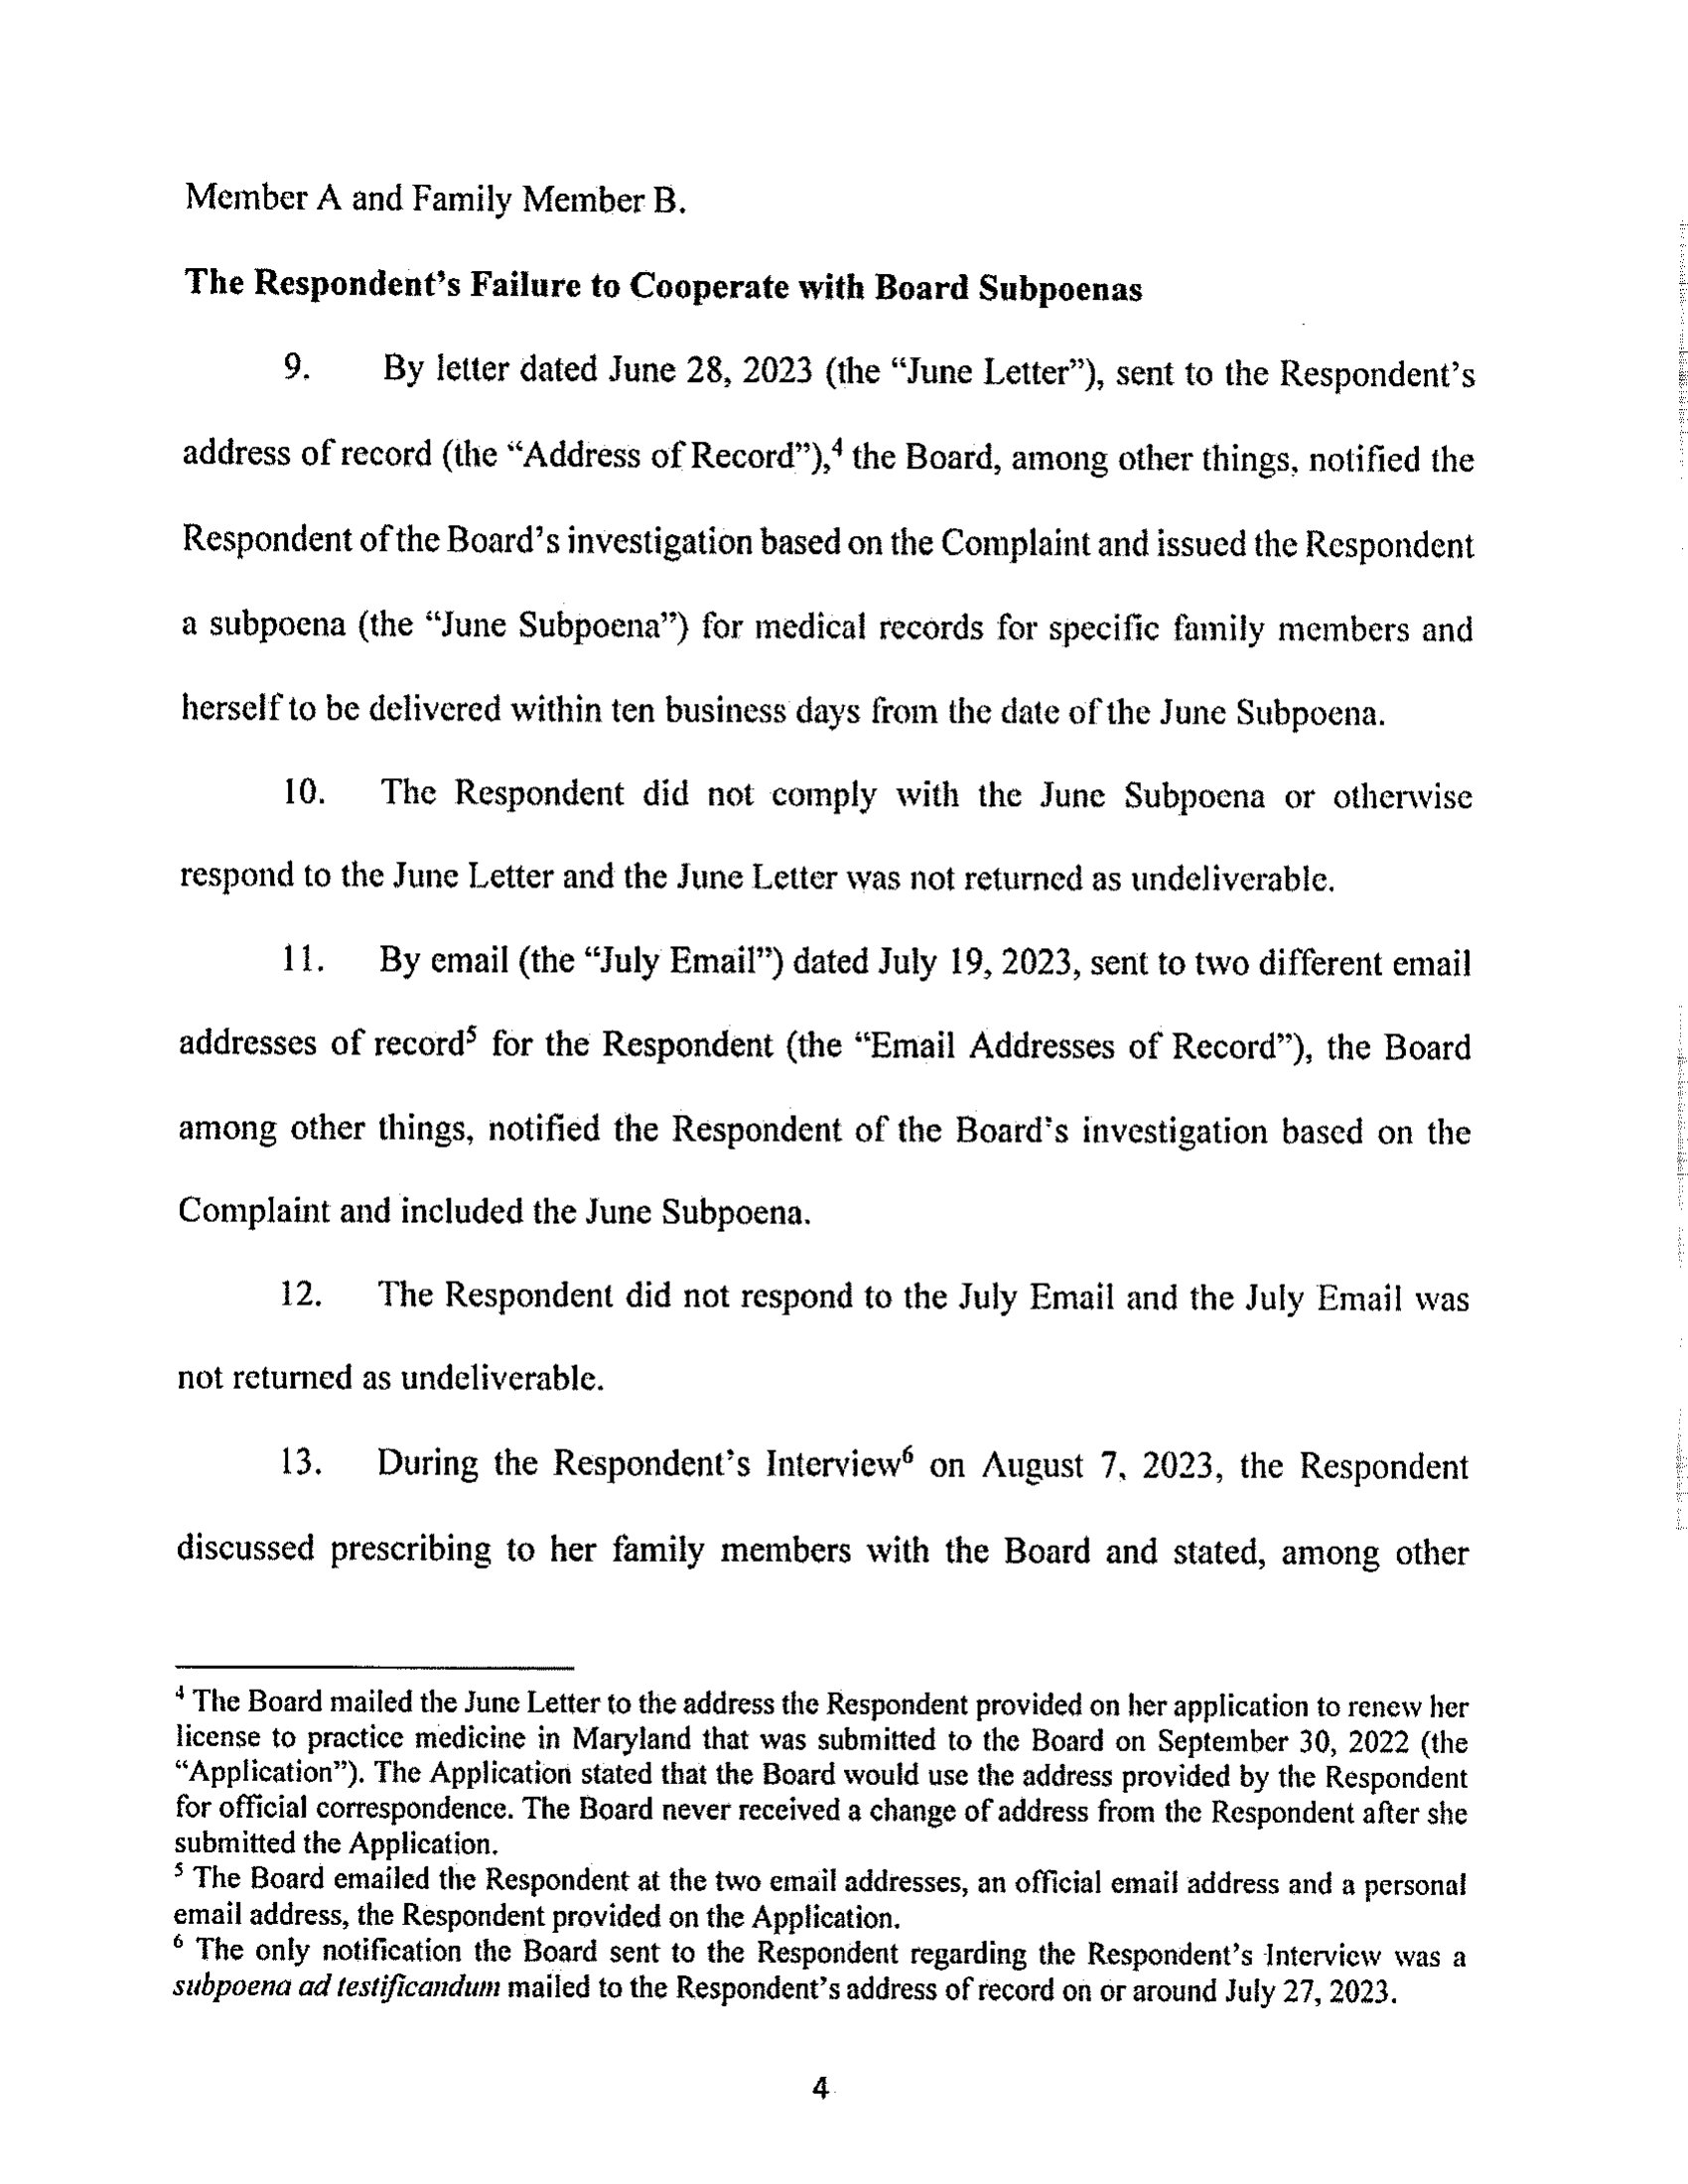 Member A and Family Member B.
The Respondent's Failure to Cooperate with Board Subpoenas
9. By letter dated June 28, 2023 (the “June Letter”), sent to the Respondent's
address of record (the “Address of Record”),⁴ the Board, among other things, notified the
Respondent of the Board's investigation based on the Complaint and issued the Respondent
a subpoena (the “June Subpoena”) for medical records for specific family members and
herself to be delivered within ten business days from the date of the June Subpoena.
10. The Respondent did not comply with the June Subpoena or otherwise
respond to the June Letter and the June Letter was not returned as undeliverable.
11. By email (the “July Email”) dated July 19, 2023, sent to two different email
addresses of record⁵ for the Respondent (the “Email Addresses of Record”), the Board
among other things, notified the Respondent of the Board's investigation based on the
Complaint and included the June Subpoena.
12. The Respondent did not respond to the July Email and the July Email was
not returned as undeliverable.
13. During the Respondent's Interview⁶ on August 7, 2023, the Respondent
discussed prescribing to her family members with the Board and stated, among other
⁴ The Board mailed the June Letter to the address the Respondent provided on her application to renew her
license to practice medicine in Maryland that was submitted to the Board on September 30, 2022 (the
“Application”). The Application stated that the Board would use the address provided by the Respondent
for official correspondence. The Board never received a change of address from the Respondent after she
submitted the Application.
⁵ The Board emailed the Respondent at the two email addresses, an official email address and a personal
email address, the Respondent provided on the Application.
⁶ The only notification the Board sent to the Respondent regarding the Respondent's Interview was a
subpoena ad testificandum mailed to the Respondent's address of record on or around July 27, 2023.
4